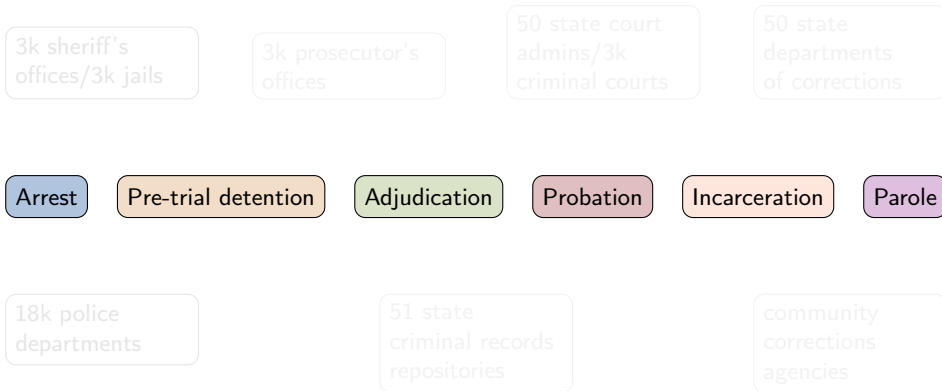 3k sheriff's
offices/3k jails
3k prosecutor's
offices
50 state court
admins/3k
criminal courts
50 state
departments
of corrections
Arrest
Pre-trial detention
Adjudication
Probation
Incarceration
Parole
18k police
departments
51 state
criminal records
repositories
community
corrections
agencies